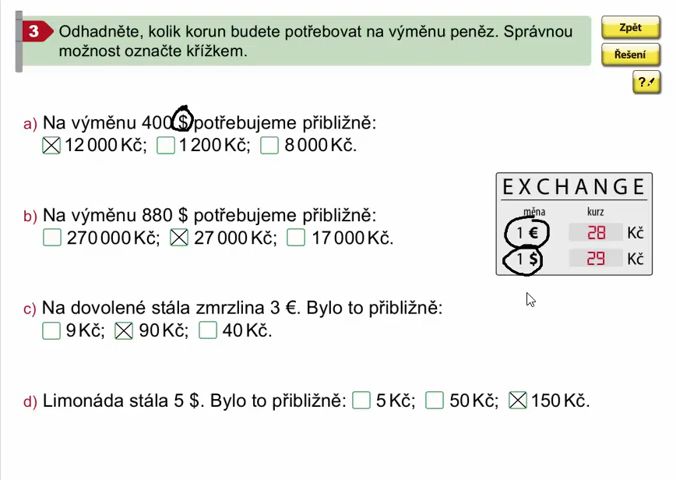 3 Odhadněte, kolik korun budete potřebovat na výměnu peněz. Správnou
možnost označte křížkem.
Zpět
Řešení
?
a) Na výměnu 400 $ potřebujeme přibližně:
12 000 Kč; 1 200 Kč; 8 000 Kč.
EXCHANGE
měna kurz
1 € 28 Kč
1 $ 29 Kč
b) Na výměnu 880 $ potřebujeme přibližně:
270 000 Kč; 27 000 Kč; 17 000 Kč.
c) Na dovolené stála zmrzlina 3 €. Bylo to přibližně:
9 Kč; 90 Kč; 40 Kč.
d) Limonáda stála 5 $. Bylo to přibližně: 5 Kč; 50 Kč; 150 Kč.